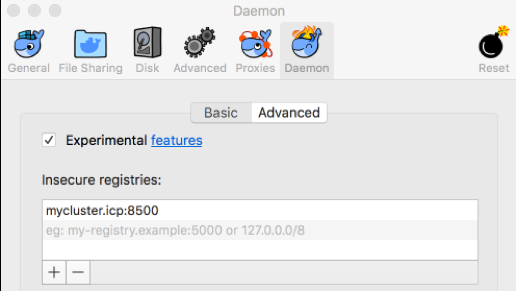 Daemon
General File Sharing Disk Advanced Proxies Daemon Reset
Basic Advanced
Experimental features
Insecure registries:
mycluster.icp:8500
eg: my-registry.example:5000 or 127.0.0.0/8
+ −